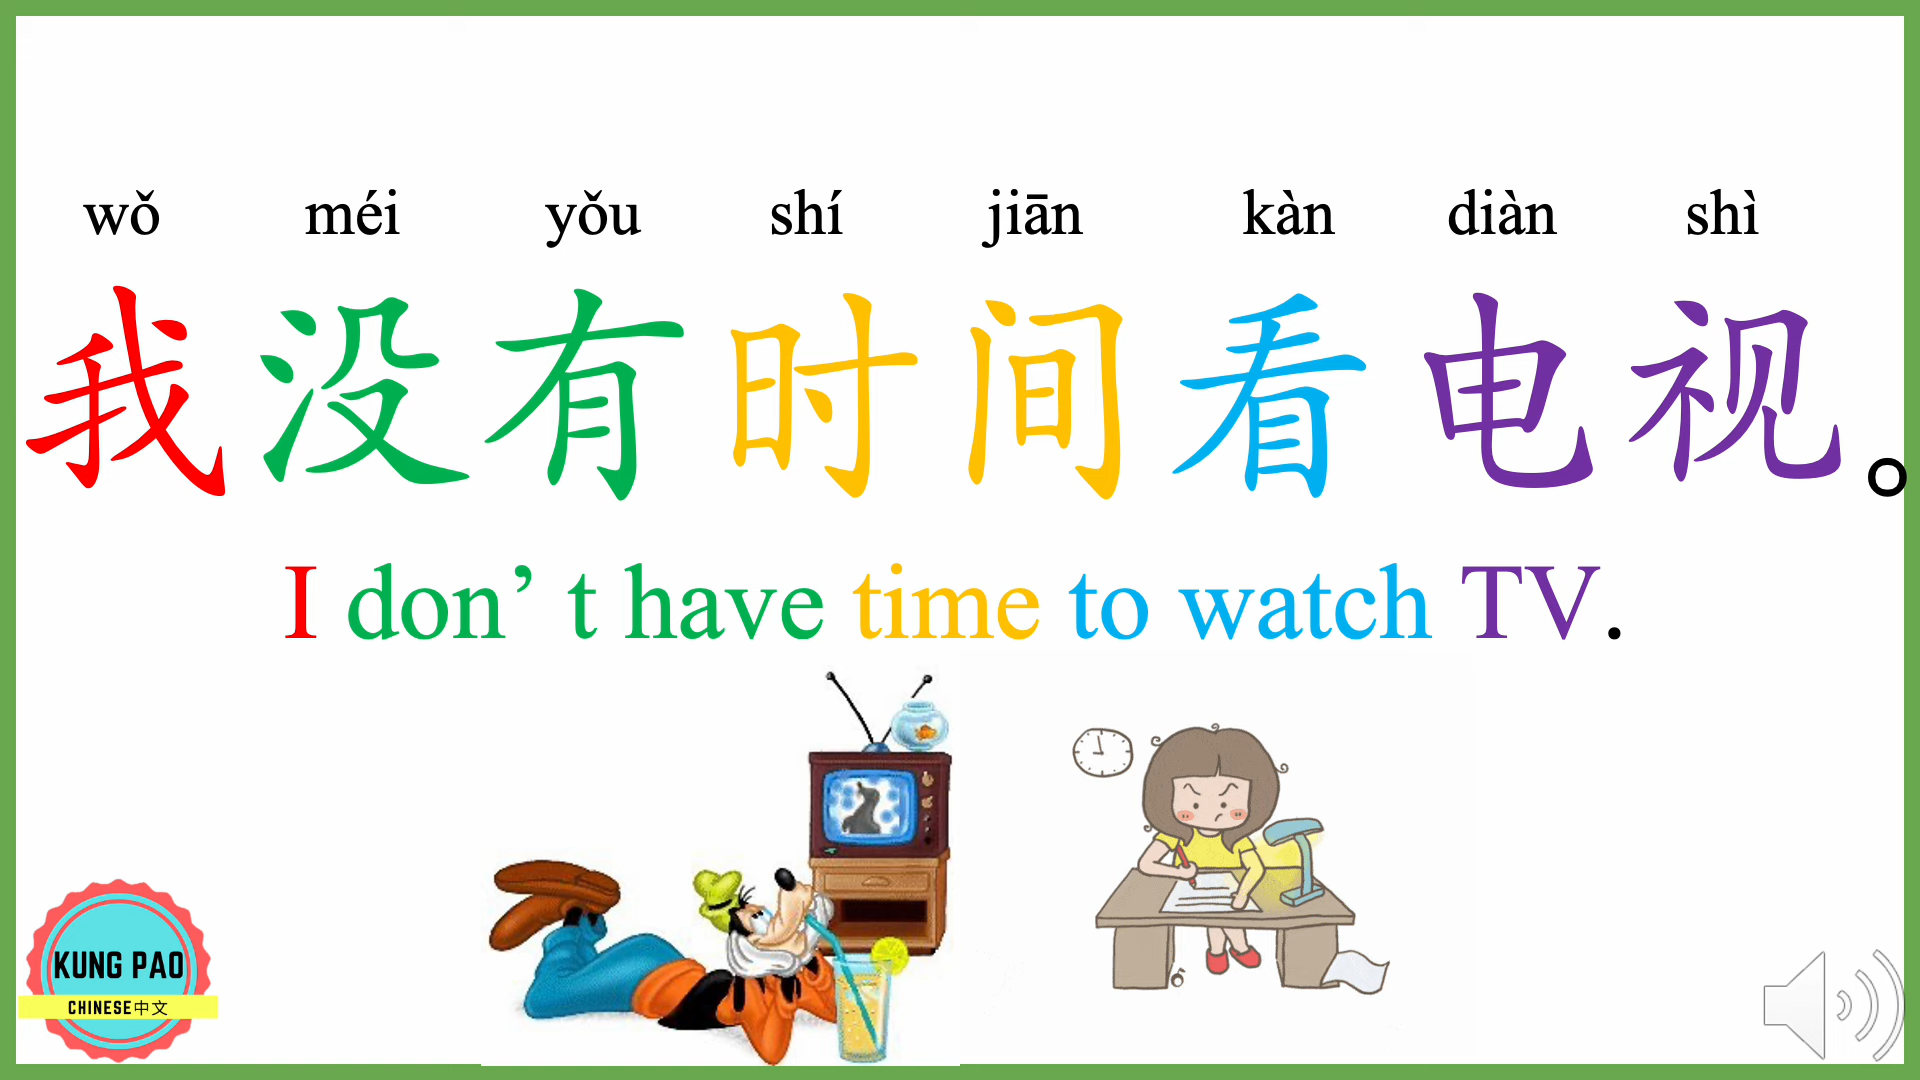 wǒ méi yǒu shí jiān kàn diàn shì
我没有时间看电视。
I don’ t have time to watch TV.
KUNG PAO
CHINESE中文